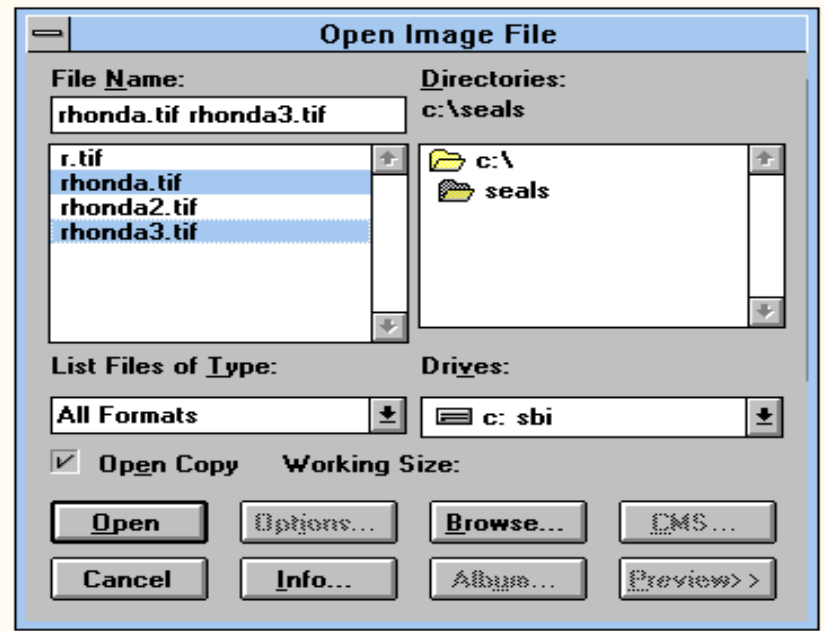 Open Image File
File Name:
rhonda.tif rhonda3.tif
r.tif
rhonda.tif
rhonda2.tif
rhonda3.tif
Directories:
c:\seals
c:\
seals
List Files of Type:
All Formats
Drives:
c: sbi
Open Copy Working Size:
Open Options... Browse... CMS...
Cancel Info... Album... Preview>>